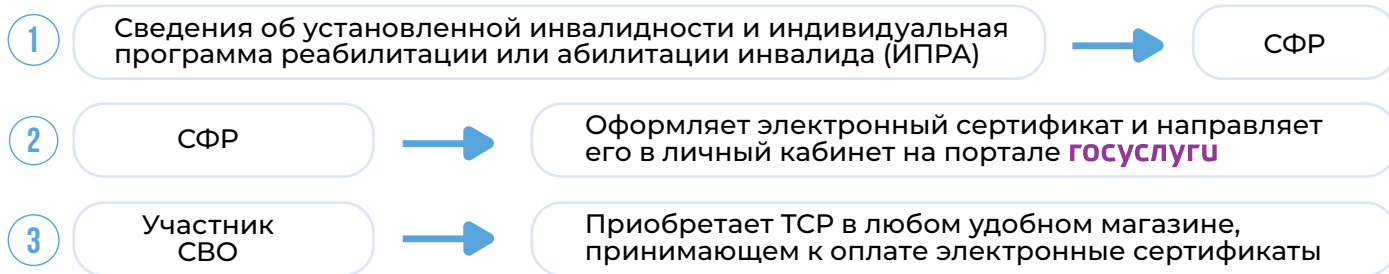 1
Сведения об установленной инвалидности и индивидуальная
программа реабилитации или абилитации инвалида (ИПРА)
СФР
2
СФР
Оформляет электронный сертификат и направляет
его в личный кабинет на портале госуслуги
3
Участник
СВО
Приобретает ТСР в любом удобном магазине,
принимающем к оплате электронные сертификаты